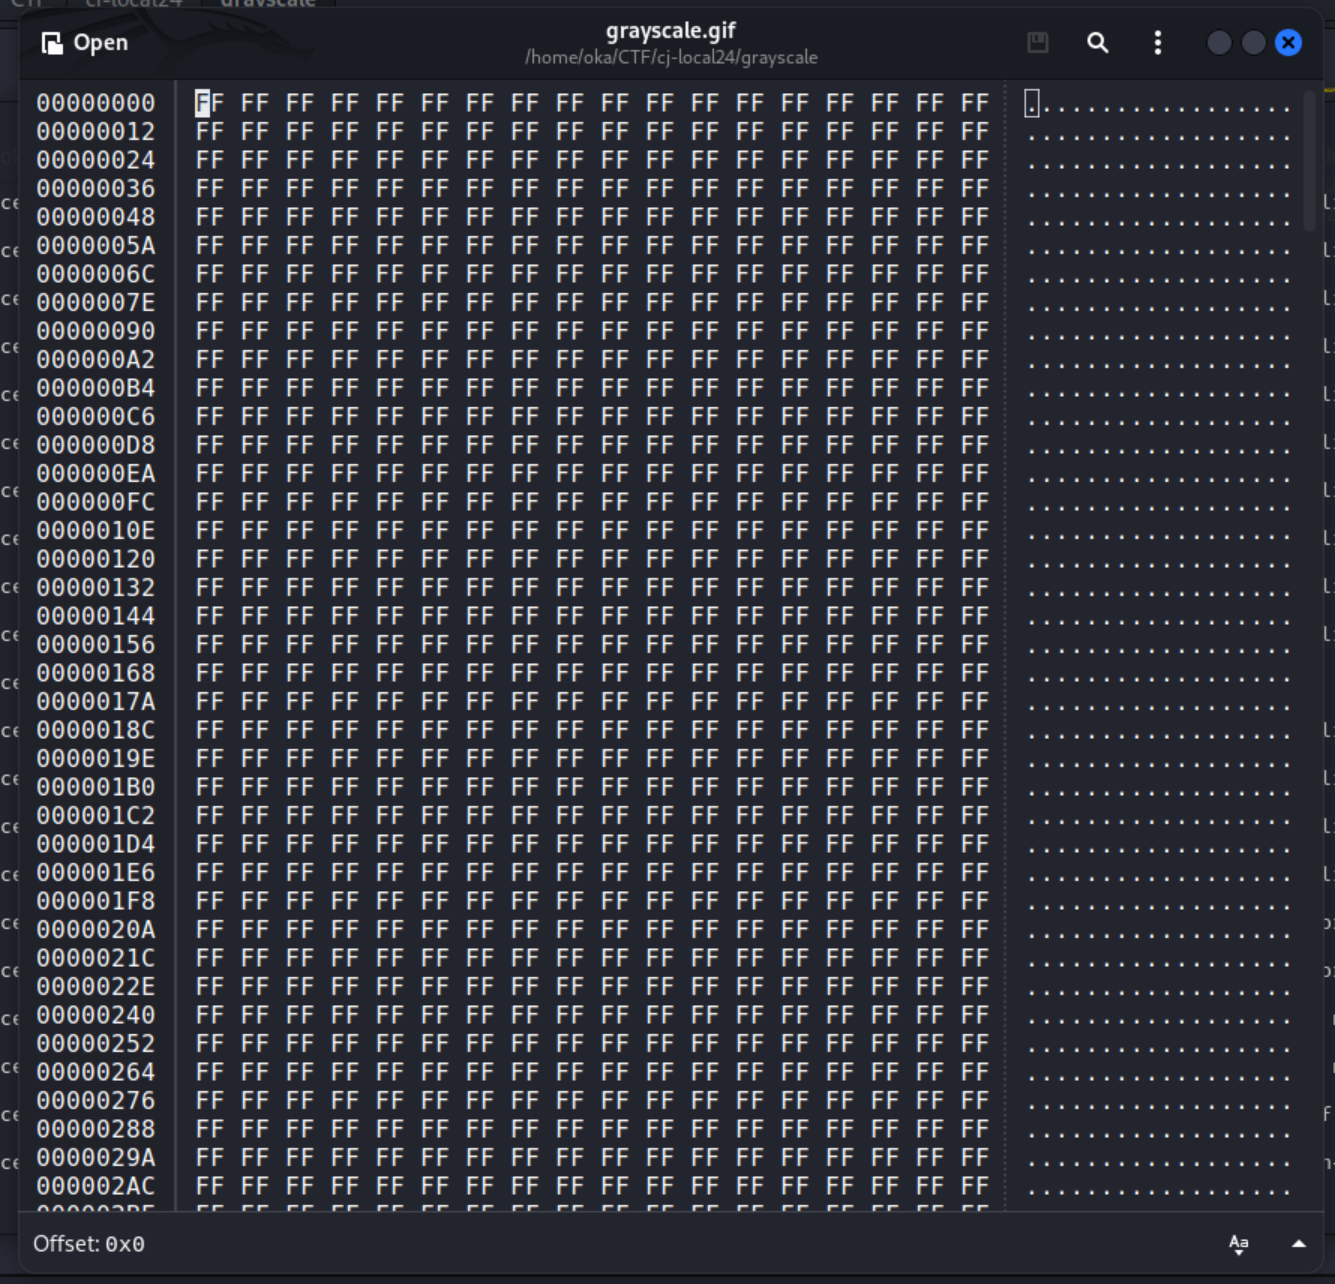 CTF cj-local24 grayscale
Open
grayscale.gif
/home/oka/CTF/cj-local24/grayscale
00000000 FF FF FF FF FF FF FF FF FF FF FF FF FF FF FF FF FF FF ..................
00000012 FF FF FF FF FF FF FF FF FF FF FF FF FF FF FF FF FF FF ..................
00000024 FF FF FF FF FF FF FF FF FF FF FF FF FF FF FF FF FF FF ..................
00000036 FF FF FF FF FF FF FF FF FF FF FF FF FF FF FF FF FF FF ..................
00000048 FF FF FF FF FF FF FF FF FF FF FF FF FF FF FF FF FF FF ..................
0000005A FF FF FF FF FF FF FF FF FF FF FF FF FF FF FF FF FF FF ..................
0000006C FF FF FF FF FF FF FF FF FF FF FF FF FF FF FF FF FF FF ..................
0000007E FF FF FF FF FF FF FF FF FF FF FF FF FF FF FF FF FF FF ..................
00000090 FF FF FF FF FF FF FF FF FF FF FF FF FF FF FF FF FF FF ..................
000000A2 FF FF FF FF FF FF FF FF FF FF FF FF FF FF FF FF FF FF ..................
000000B4 FF FF FF FF FF FF FF FF FF FF FF FF FF FF FF FF FF FF ..................
000000C6 FF FF FF FF FF FF FF FF FF FF FF FF FF FF FF FF FF FF ..................
000000D8 FF FF FF FF FF FF FF FF FF FF FF FF FF FF FF FF FF FF ..................
000000EA FF FF FF FF FF FF FF FF FF FF FF FF FF FF FF FF FF FF ..................
000000FC FF FF FF FF FF FF FF FF FF FF FF FF FF FF FF FF FF FF ..................
0000010E FF FF FF FF FF FF FF FF FF FF FF FF FF FF FF FF FF FF ..................
00000120 FF FF FF FF FF FF FF FF FF FF FF FF FF FF FF FF FF FF ..................
00000132 FF FF FF FF FF FF FF FF FF FF FF FF FF FF FF FF FF FF ..................
00000144 FF FF FF FF FF FF FF FF FF FF FF FF FF FF FF FF FF FF ..................
00000156 FF FF FF FF FF FF FF FF FF FF FF FF FF FF FF FF FF FF ..................
00000168 FF FF FF FF FF FF FF FF FF FF FF FF FF FF FF FF FF FF ..................
0000017A FF FF FF FF FF FF FF FF FF FF FF FF FF FF FF FF FF FF ..................
0000018C FF FF FF FF FF FF FF FF FF FF FF FF FF FF FF FF FF FF ..................
0000019E FF FF FF FF FF FF FF FF FF FF FF FF FF FF FF FF FF FF ..................
000001B0 FF FF FF FF FF FF FF FF FF FF FF FF FF FF FF FF FF FF ..................
000001C2 FF FF FF FF FF FF FF FF FF FF FF FF FF FF FF FF FF FF ..................
000001D4 FF FF FF FF FF FF FF FF FF FF FF FF FF FF FF FF FF FF ..................
000001E6 FF FF FF FF FF FF FF FF FF FF FF FF FF FF FF FF FF FF ..................
000001F8 FF FF FF FF FF FF FF FF FF FF FF FF FF FF FF FF FF FF ..................
0000020A FF FF FF FF FF FF FF FF FF FF FF FF FF FF FF FF FF FF ..................
0000021C FF FF FF FF FF FF FF FF FF FF FF FF FF FF FF FF FF FF ..................
0000022E FF FF FF FF FF FF FF FF FF FF FF FF FF FF FF FF FF FF ..................
00000240 FF FF FF FF FF FF FF FF FF FF FF FF FF FF FF FF FF FF ..................
00000252 FF FF FF FF FF FF FF FF FF FF FF FF FF FF FF FF FF FF ..................
00000264 FF FF FF FF FF FF FF FF FF FF FF FF FF FF FF FF FF FF ..................
00000276 FF FF FF FF FF FF FF FF FF FF FF FF FF FF FF FF FF FF ..................
00000288 FF FF FF FF FF FF FF FF FF FF FF FF FF FF FF FF FF FF ..................
0000029A FF FF FF FF FF FF FF FF FF FF FF FF FF FF FF FF FF FF ..................
000002AC FF FF FF FF FF FF FF FF FF FF FF FF FF FF FF FF FF FF ..................
Offset: 0x0
Aa